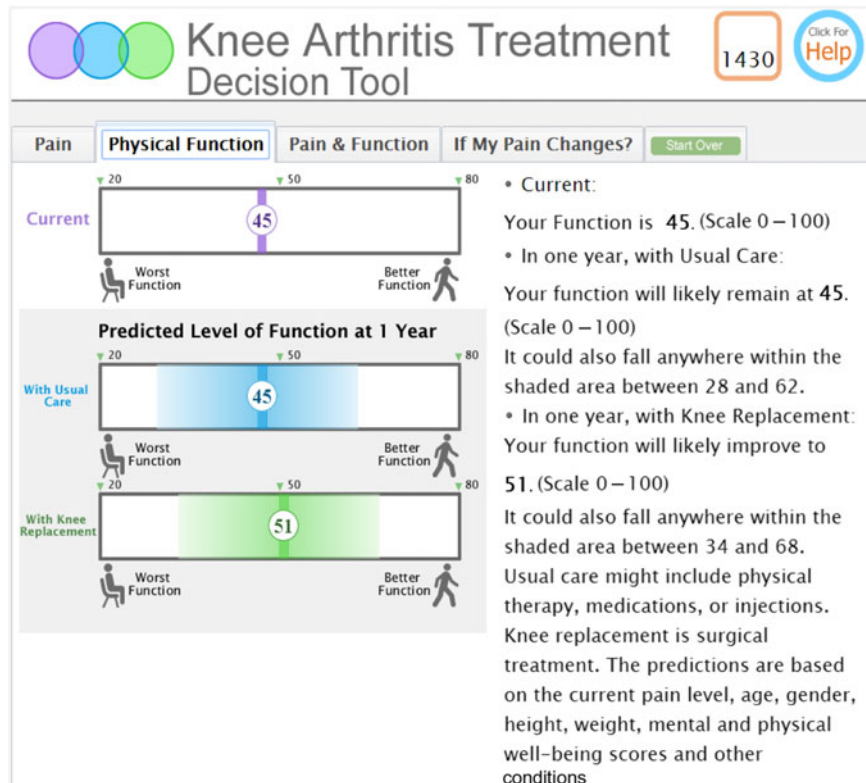 Knee Arthritis Treatment
Decision Tool
1430
Click For
Help
Pain
Physical Function
Pain & Function
If My Pain Changes?
Start Over
20
50
80
Current
45
Worst
Function
Better
Function
Predicted Level of Function at 1 Year
20
50
80
With Usual
Care
45
Worst
Function
Better
Function
20
50
80
With Knee
Replacement
51
Worst
Function
Better
Function
• Current:
Your Function is 45. (Scale 0–100)
• In one year, with Usual Care:
Your function will likely remain at 45.
(Scale 0–100)
It could also fall anywhere within the
shaded area between 28 and 62.
• In one year, with Knee Replacement:
Your function will likely improve to
51. (Scale 0–100)
It could also fall anywhere within the
shaded area between 34 and 68.
Usual care might include physical
therapy, medications, or injections.
Knee replacement is surgical
treatment. The predictions are based
on the current pain level, age, gender,
height, weight, mental and physical
well-being scores and other
conditions